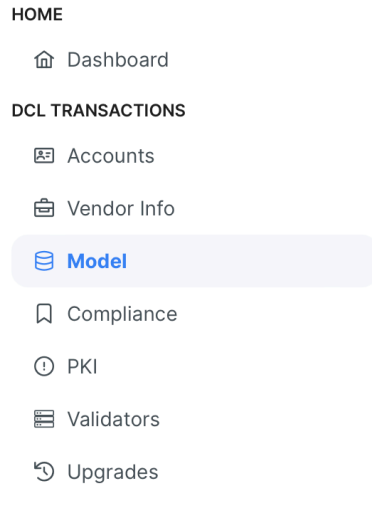 HOME
Dashboard
DCL TRANSACTIONS
Accounts
Vendor Info
Model
Compliance
PKI
Validators
Upgrades